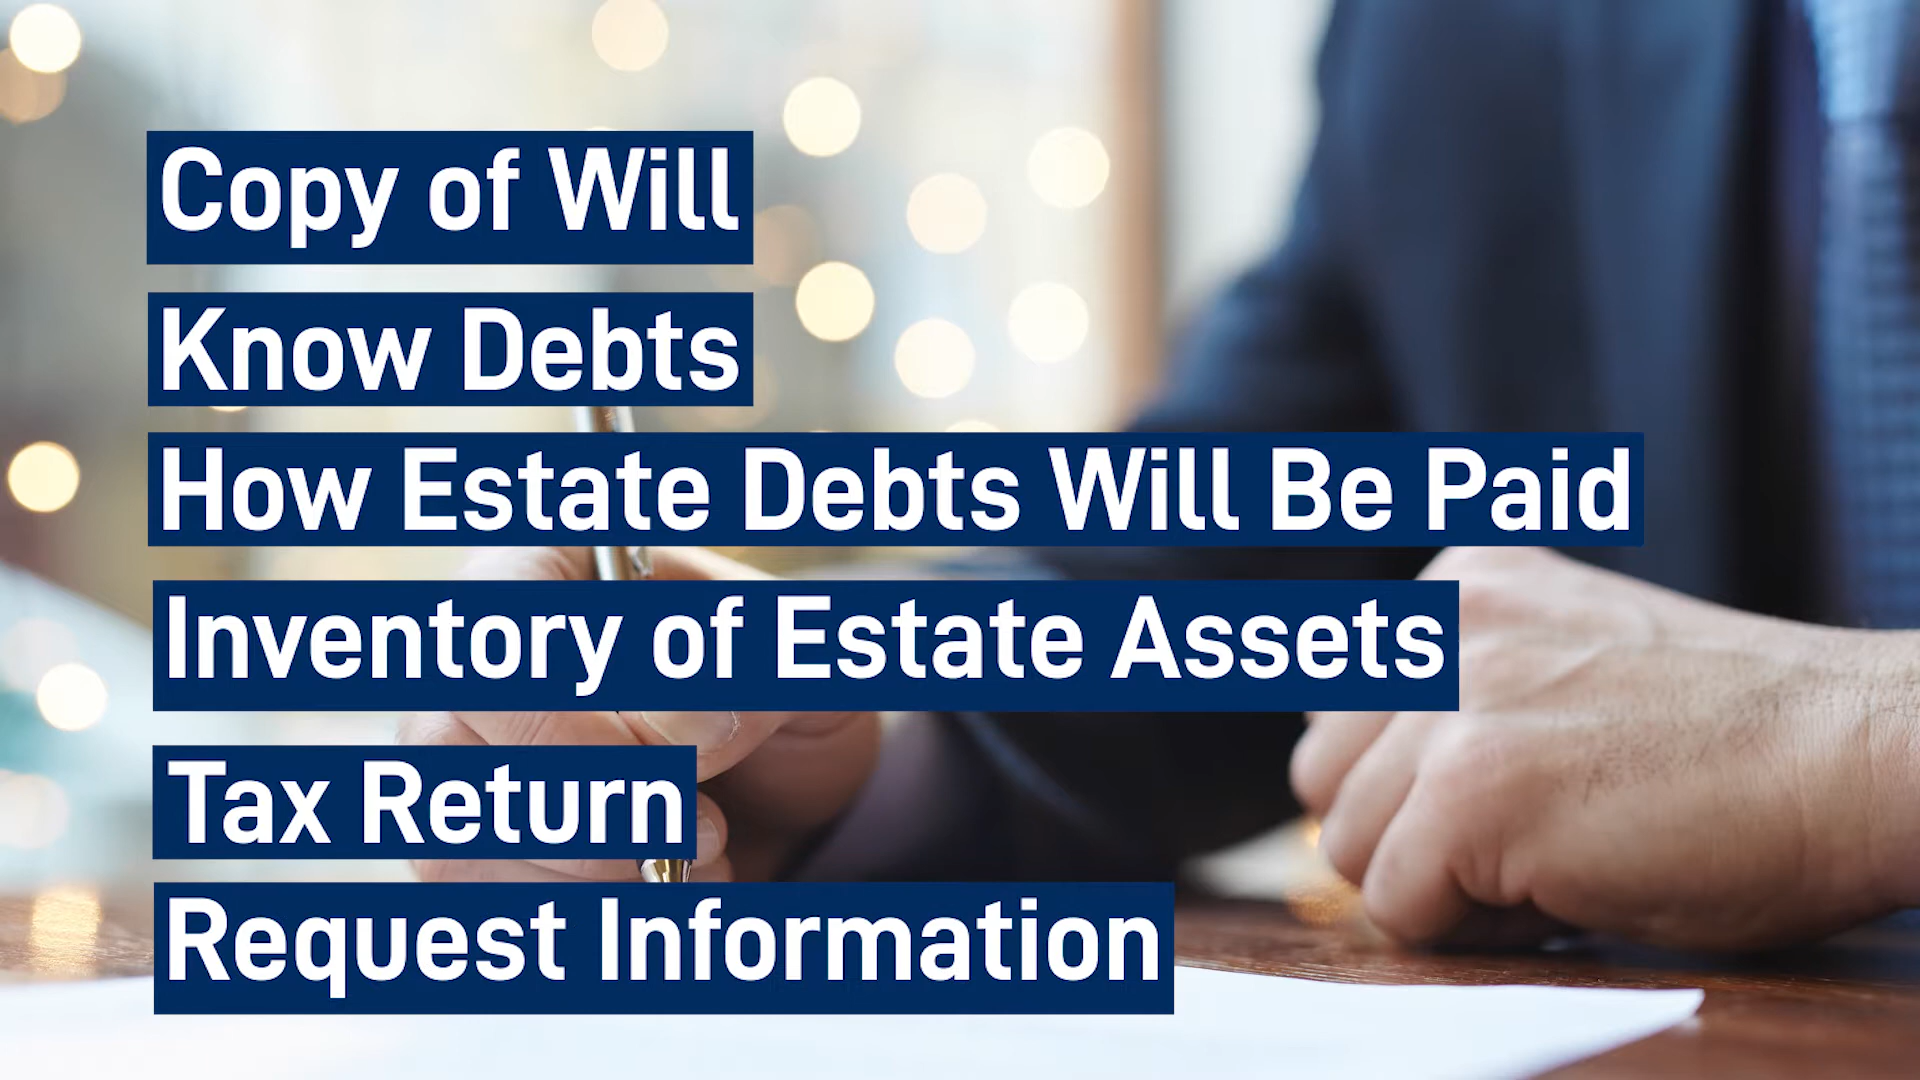 Copy of Will
Know Debts
How Estate Debts Will Be Paid
Inventory of Estate Assets
Tax Return
Request Information